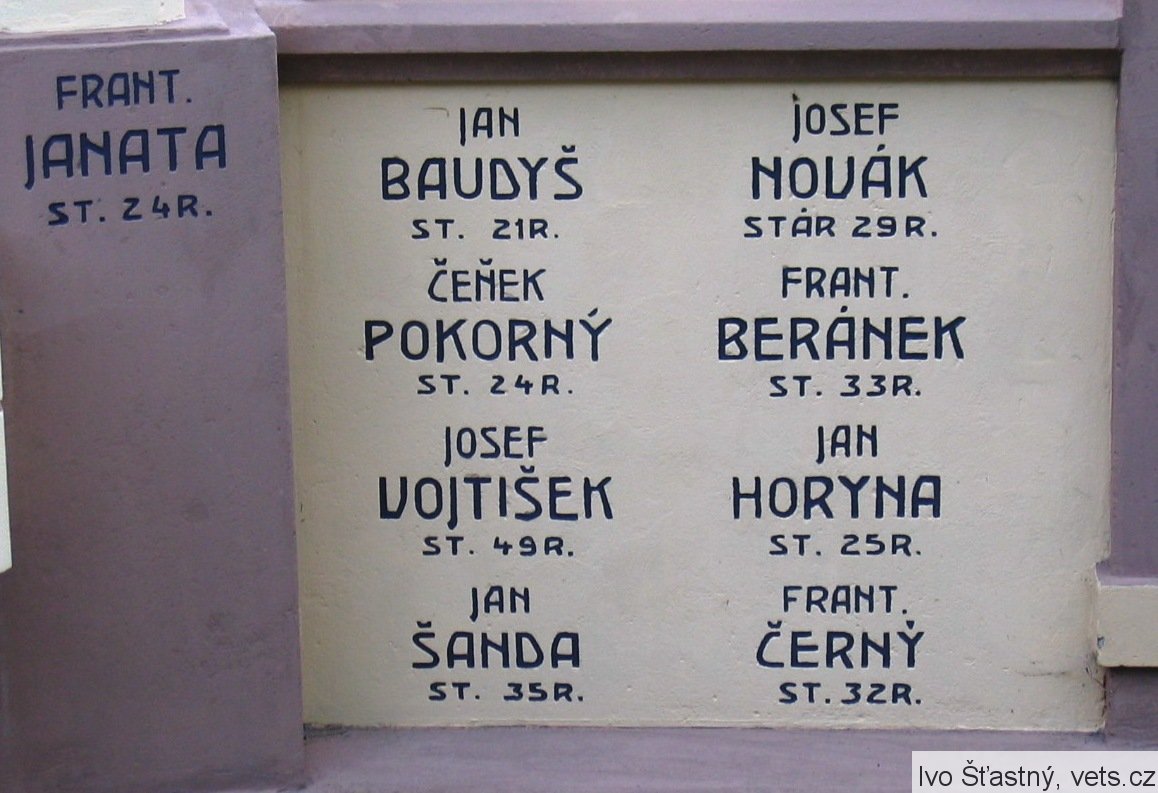 FRANT.
JANATA
ST. 24R.
JAN
BAUDYŠ
ST. 21R.
ČEŇEK
POKORNÝ
ST. 24R.
JOSEF
VOJTIŠEK
ST. 49R.
JAN
ŠANDA
ST. 35R.
JOSEF
NOVÁK
STÁR 29R.
FRANT.
BERÁNEK
ST. 33R.
JAN
HORYNA
ST. 25R.
FRANT.
ČERNÝ
ST. 32R.
Ivo Šťastný, vets.cz